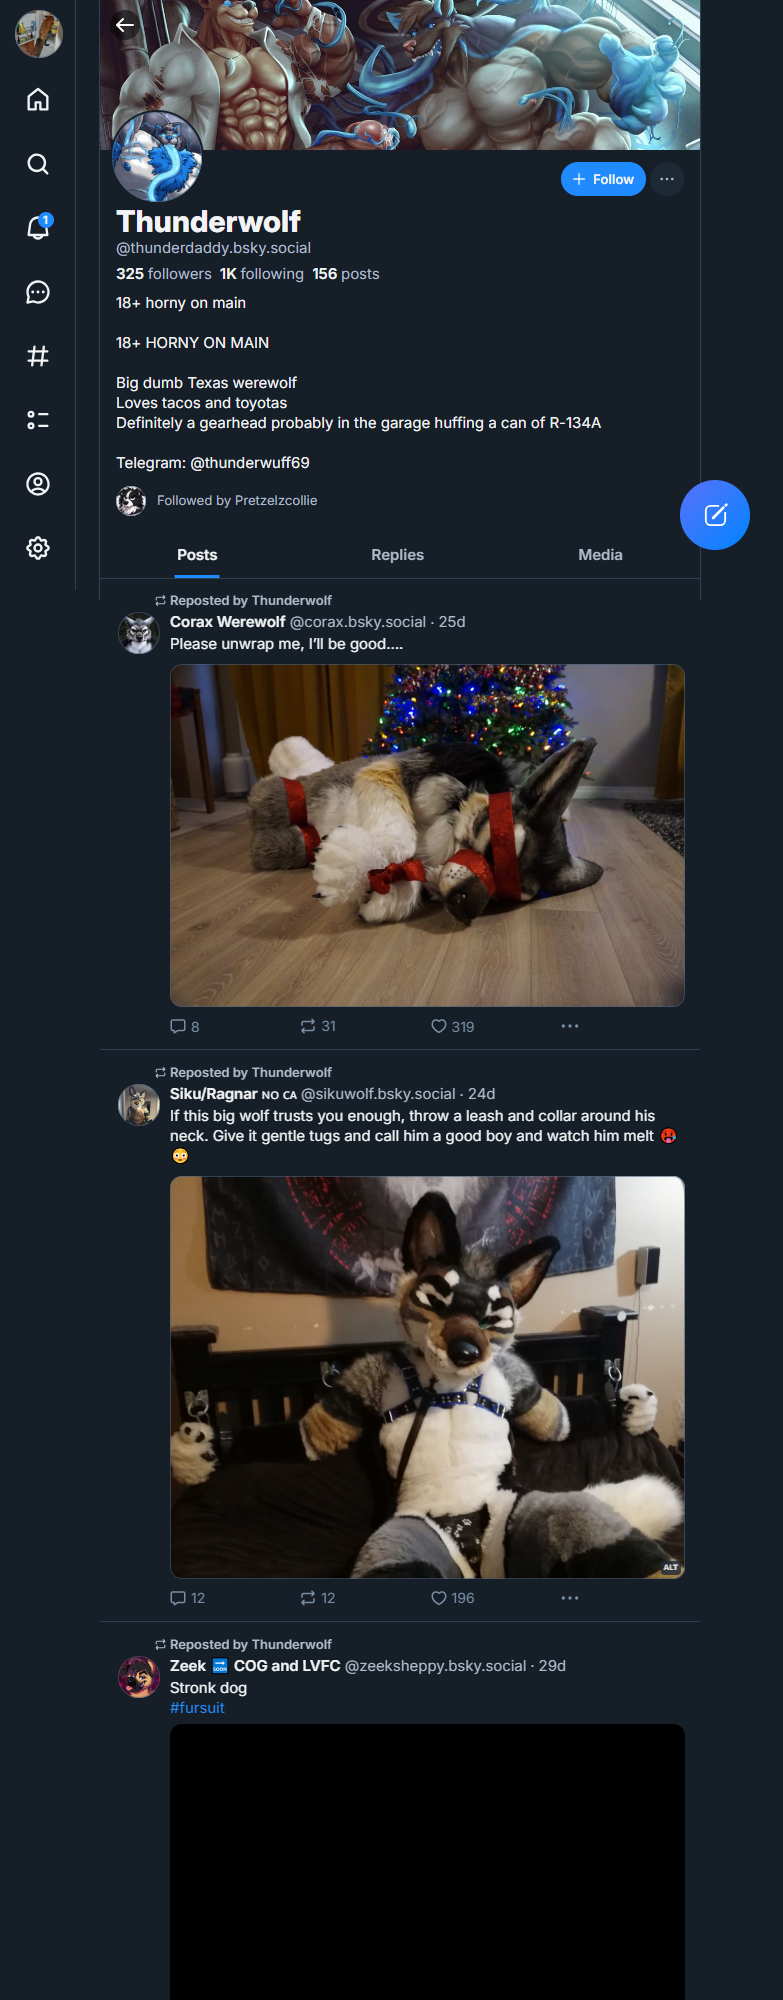 1
Follow
Thunderwolf
@thunderdaddy.bsky.social
325 followers 1K following 156 posts
18+ horny on main
18+ HORNY ON MAIN
Big dumb Texas werewolf
Loves tacos and toyotas
Definitely a gearhead probably in the garage huffing a can of R-134A
Telegram: @thunderwuff69
Followed by Pretzelzcollie
Posts Replies Media
Reposted by Thunderwolf
Corax Werewolf @corax.bsky.social · 25d
Please unwrap me, I’ll be good....
8 31 319
Reposted by Thunderwolf
Siku/Ragnar ɴᴏ ᴄᴀ @sikuwolf.bsky.social · 24d
If this big wolf trusts you enough, throw a leash and collar around his
neck. Give it gentle tugs and call him a good boy and watch him melt 🥵
😳
ALT
12 12 196
Reposted by Thunderwolf
Zeek 🔜 COG and LVFC @zeeksheppy.bsky.social · 29d
Stronk dog
#fursuit